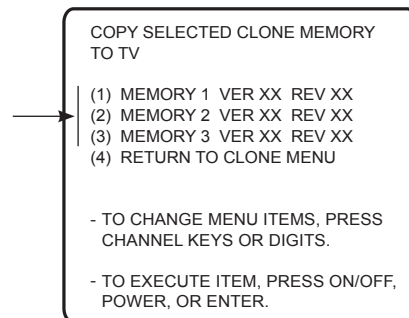 COPY SELECTED CLONE MEMORY
TO TV
(1) MEMORY 1 VER XX REV XX
(2) MEMORY 2 VER XX REV XX
(3) MEMORY 3 VER XX REV XX
(4) RETURN TO CLONE MENU
- TO CHANGE MENU ITEMS, PRESS
CHANNEL KEYS OR DIGITS.
- TO EXECUTE ITEM, PRESS ON/OFF,
POWER, OR ENTER.